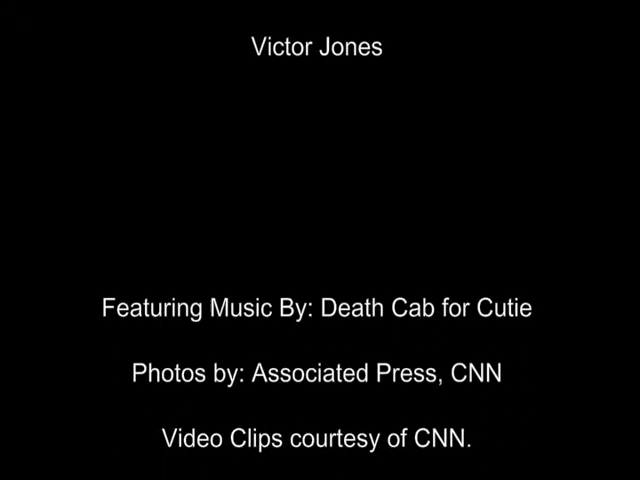 Victor Jones
Featuring Music By: Death Cab for Cutie
Photos by: Associated Press, CNN
Video Clips courtesy of CNN.